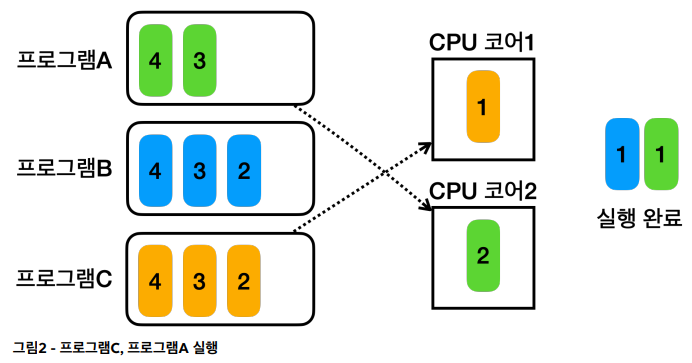 프로그램A
4 3
프로그램B
4 3 2
프로그램C
4 3 2
CPU 코어1
1
CPU 코어2
2
1 1
실행 완료
그림2 - 프로그램C, 프로그램A 실행